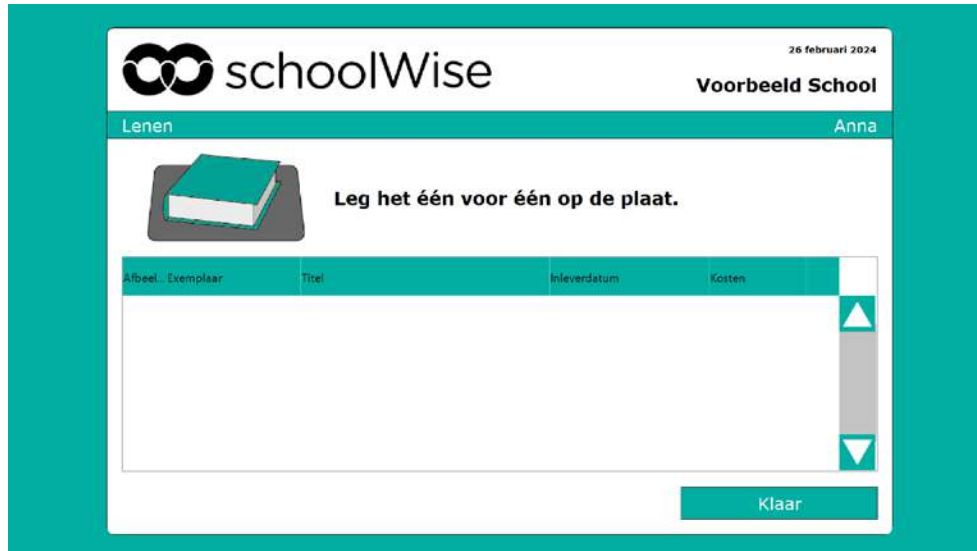 26 februari 2024
schoolWise
Voorbeeld School
Lenen Anna
Leg het één voor één op de plaat.
Afbeel... Exemplaar Titel Inleverdatum Kosten
Klaar